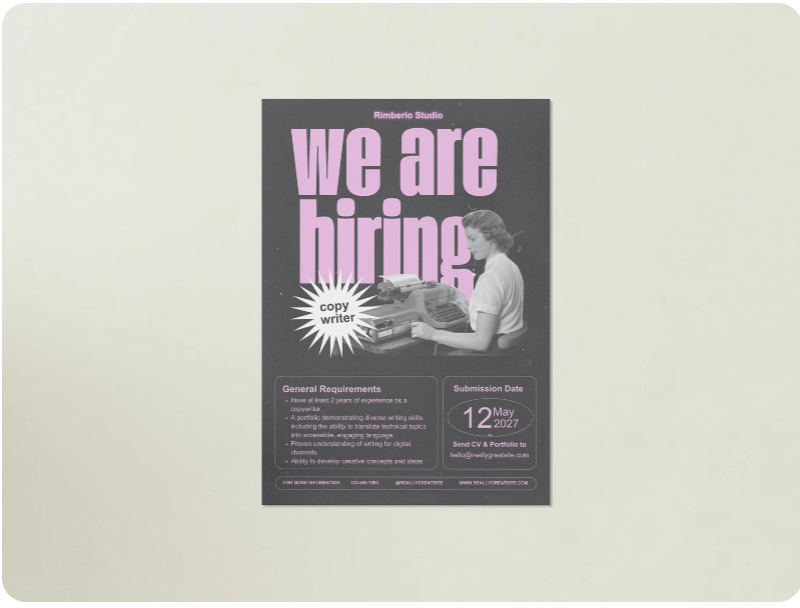 Rimberio Studio
we are
hiring
copy
writer
General Requirements
• Have at least 2 years of experience as a
copywriter.
• A portfolio demonstrating diverse writing skills,
including the ability to translate technical topics
into accessible, engaging language.
• Proven understanding of writing for digital
channels.
• Ability to develop creative concepts and ideas
Submission Date
12 May
2027
Send CV & Portfolio to
hello@reallygreatsite.com
FOR MORE INFORMATION 123-456-7890 @REALLYGREATSITE WWW.REALLYGREATSITE.COM